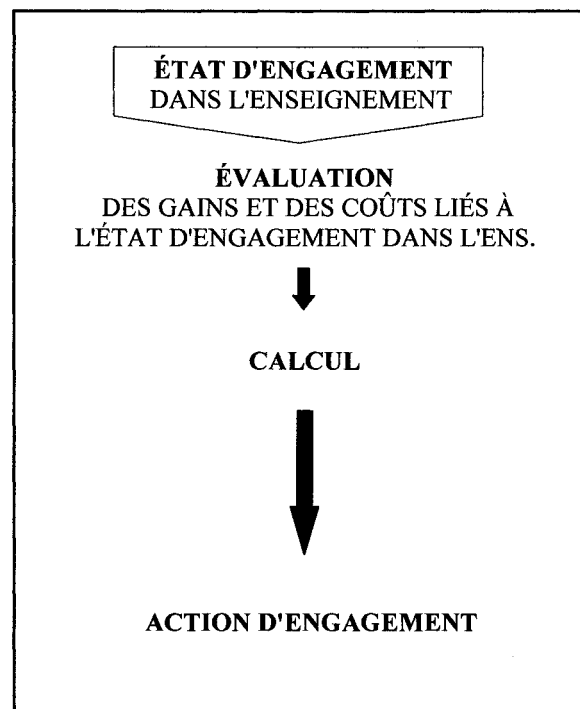 ÉTAT D'ENGAGEMENT
DANS L'ENSEIGNEMENT
ÉVALUATION
DES GAINS ET DES COÛTS LIÉS À
L'ÉTAT D'ENGAGEMENT DANS L'ENS.
CALCUL
ACTION D'ENGAGEMENT